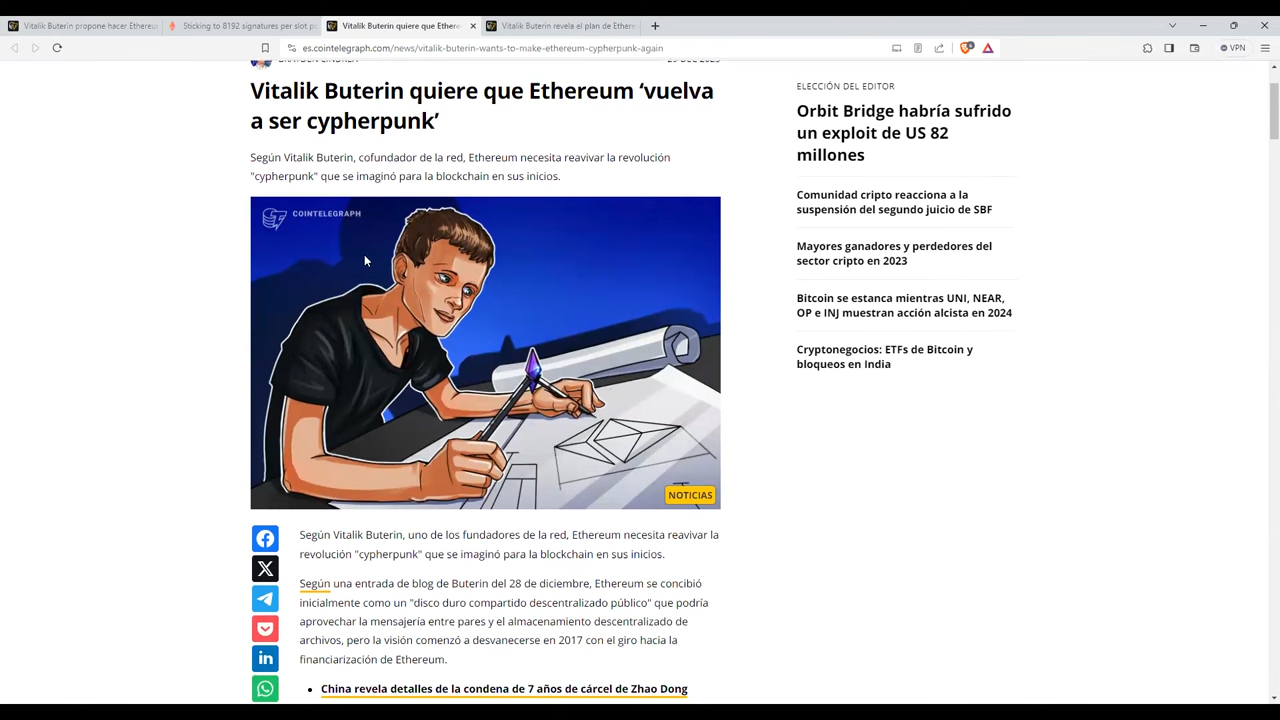 Vitalik Buterin propone hacer Ethereu
Sticking to 8192 signatures per slot po
Vitalik Buterin quiere que Ethere
Vitalik Buterin revela el plan de Ether
es.cointelegraph.com/news/vitalik-buterin-wants-to-make-ethereum-cypherpunk-again
VPN
Vitalik Buterin quiere que Ethereum ‘vuelva
a ser cypherpunk’
Según Vitalik Buterin, cofundador de la red, Ethereum necesita reavivar la revolución
"cypherpunk" que se imaginó para la blockchain en sus inicios.
COINTELEGRAPH
NOTICIAS
Según Vitalik Buterin, uno de los fundadores de la red, Ethereum necesita reavivar la
revolución "cypherpunk" que se imaginó para la blockchain en sus inicios.
Según una entrada de blog de Buterin del 28 de diciembre, Ethereum se concibió
inicialmente como un "disco duro compartido descentralizado público" que podría
aprovechar la mensajería entre pares y el almacenamiento descentralizado de
archivos, pero la visión comenzó a desvanecerse en 2017 con el giro hacia la
financiarización de Ethereum.
China revela detalles de la condena de 7 años de cárcel de Zhao Dong
ELECCIÓN DEL EDITOR
Orbit Bridge habría sufrido
un exploit de US 82
millones
Comunidad cripto reacciona a la
suspensión del segundo juicio de SBF
Mayores ganadores y perdedores del
sector cripto en 2023
Bitcoin se estanca mientras UNI, NEAR,
OP e INJ muestran acción alcista en 2024
Cryptonegocios: ETFs de Bitcoin y
bloqueos en India